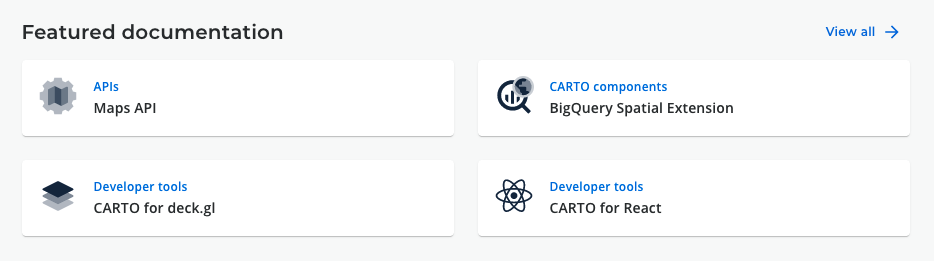 Featured documentation
View all
APIs
Maps API
CARTO components
BigQuery Spatial Extension
Developer tools
CARTO for deck.gl
Developer tools
CARTO for React